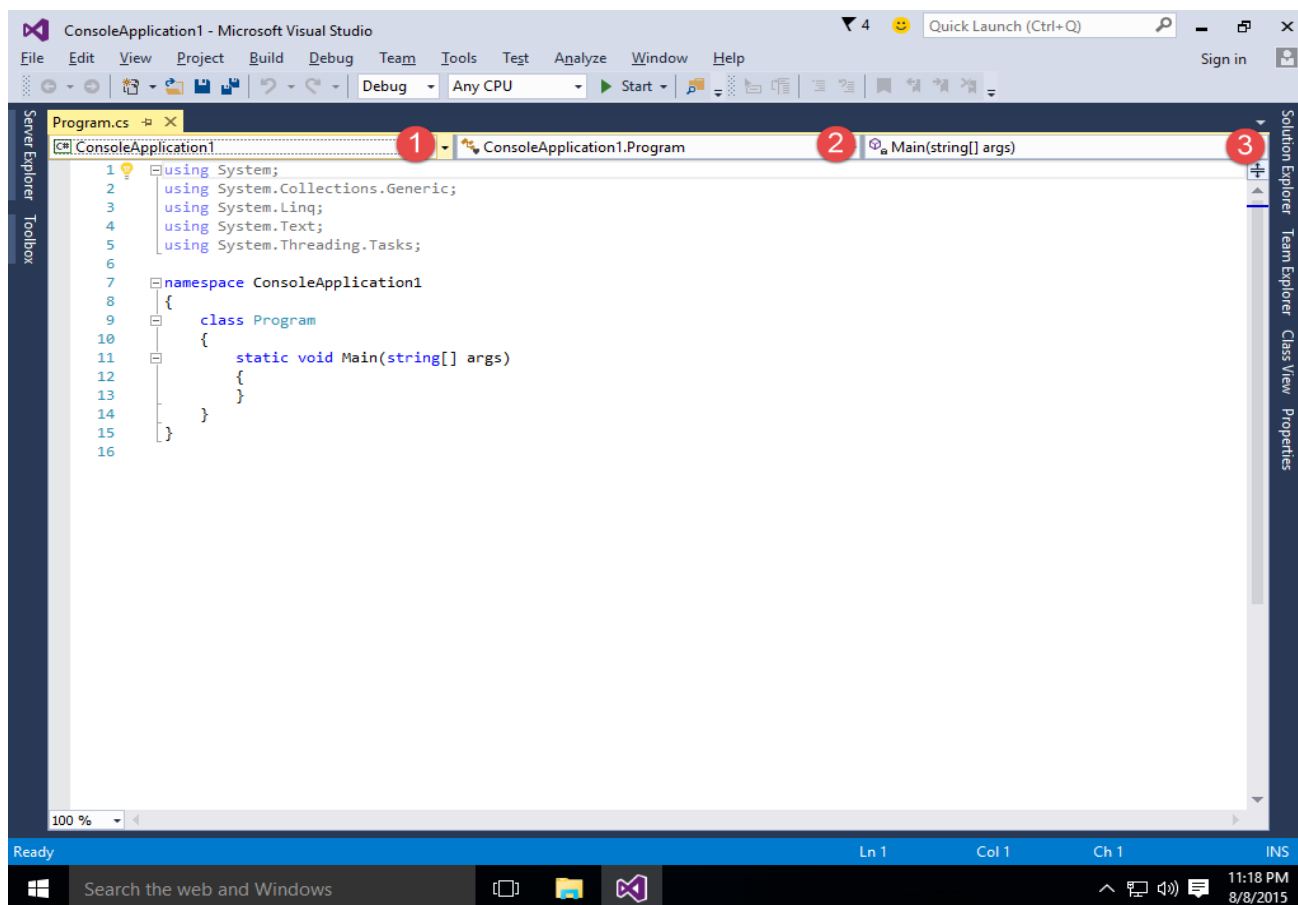 ConsoleApplication1 - Microsoft Visual Studio 4 Quick Launch (Ctrl+Q)
File Edit View Project Build Debug Team Tools Test Analyze Window Help Sign in
Debug Any CPU Start
Server Explorer
Toolbox
Program.cs
C# ConsoleApplication1 1 ConsoleApplication1.Program 2 Main(string[] args) 3
1 using System;
2 using System.Collections.Generic;
3 using System.Linq;
4 using System.Text;
5 using System.Threading.Tasks;
6
7 namespace ConsoleApplication1
8 {
9 class Program
10 {
11 static void Main(string[] args)
12 {
13 }
14 }
15 }
16
Solution Explorer
Team Explorer
Class View
Properties
100 %
Ready Ln 1 Col 1 Ch 1 INS
Search the web and Windows 11:18 PM
8/8/2015